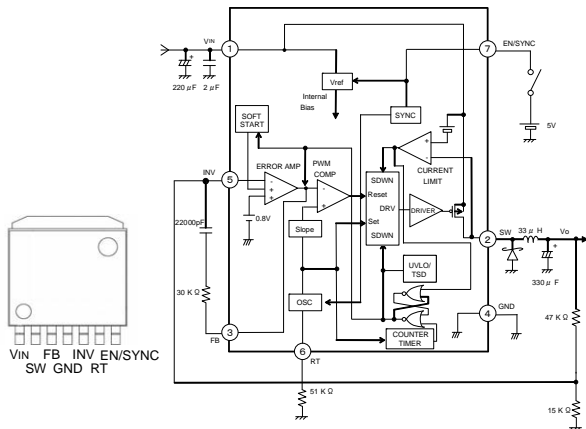 VIN
1
7
EN/SYNC
220 μF
2 μF
Vref
Internal
Bias
SYNC
5V
SOFT
START
INV
5
ERROR AMP
PWM
COMP
CURRENT
LIMIT
SDWN
Reset
DRV
DRIVER
0.8V
Set
SDWN
Slope
2
SW
33 μ H
Vo
22000pF
330 μF
UVLO/
TSD
30 K Ω
OSC
47 K Ω
4
GND
3
FB
COUNTER
TIMER
6
RT
51 K Ω
15 K Ω
VIN FB INV EN/SYNC
SW GND RT